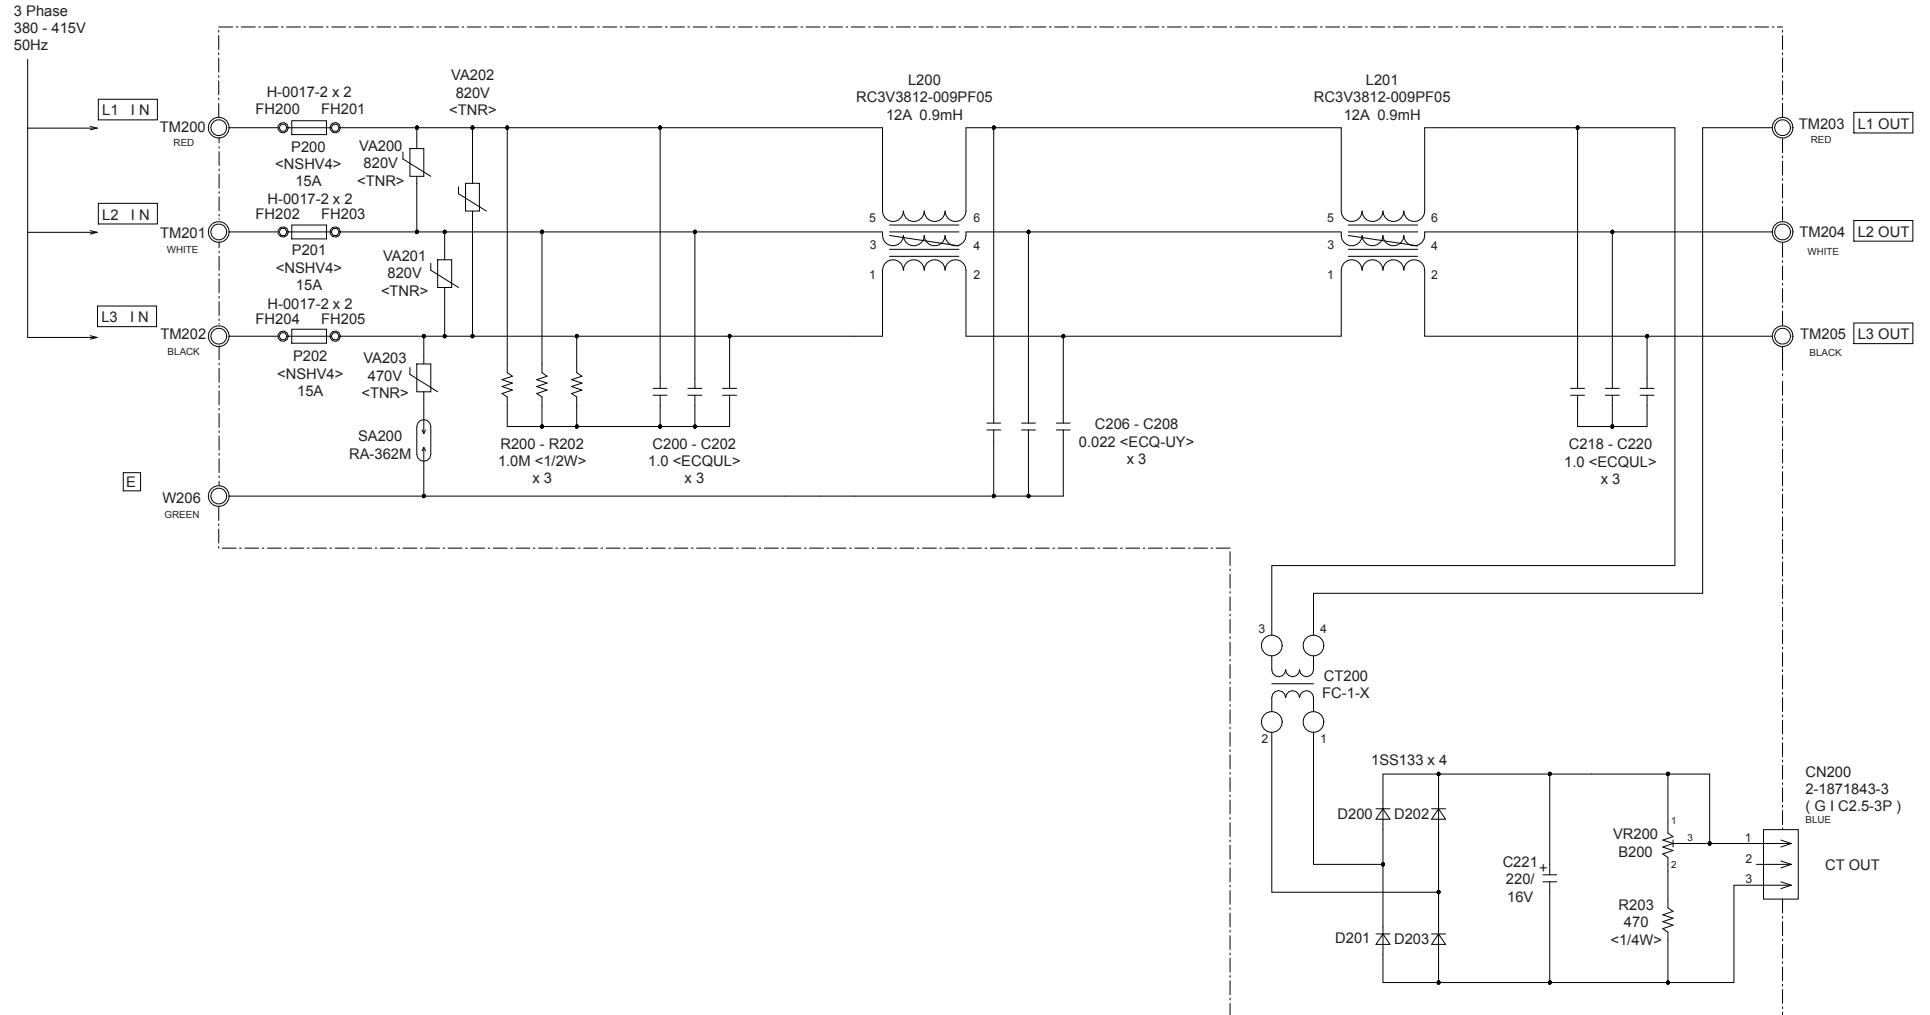 3 Phase
380 - 415V
50Hz
L1 IN
TM200
RED
H-0017-2 x 2
FH200 FH201
P200
<NSHV4>
15A
L2 IN
TM201
WHITE
H-0017-2 x 2
FH202 FH203
P201
<NSHV4>
15A
L3 IN
TM202
BLACK
H-0017-2 x 2
FH204 FH205
P202
<NSHV4>
15A
E
W206
GREEN
VA202
820V
<TNR>
VA200
820V
<TNR>
VA201
820V
<TNR>
VA203
470V
<TNR>
SA200
RA-362M
R200 - R202
1.0M <1/2W>
x 3
C200 - C202
1.0 <ECQUL>
x 3
L200
RC3V3812-009PF05
12A 0.9mH
5 6
3 4
1 2
C206 - C208
0.022 <ECQ-UY>
x 3
L201
RC3V3812-009PF05
12A 0.9mH
5 6
3 4
1 2
C218 - C220
1.0 <ECQUL>
x 3
TM203 L1 OUT
RED
TM204 L2 OUT
WHITE
TM205 L3 OUT
BLACK
3 4
CT200
FC-1-X
2 1
1SS133 x 4
D200 D202
D201 D203
C221 +
220/
16V
1
VR200
B200
3
2
R203
470
<1/4W>
CN200
2-1871843-3
( G I C2.5-3P )
BLUE
1
2
3
CT OUT